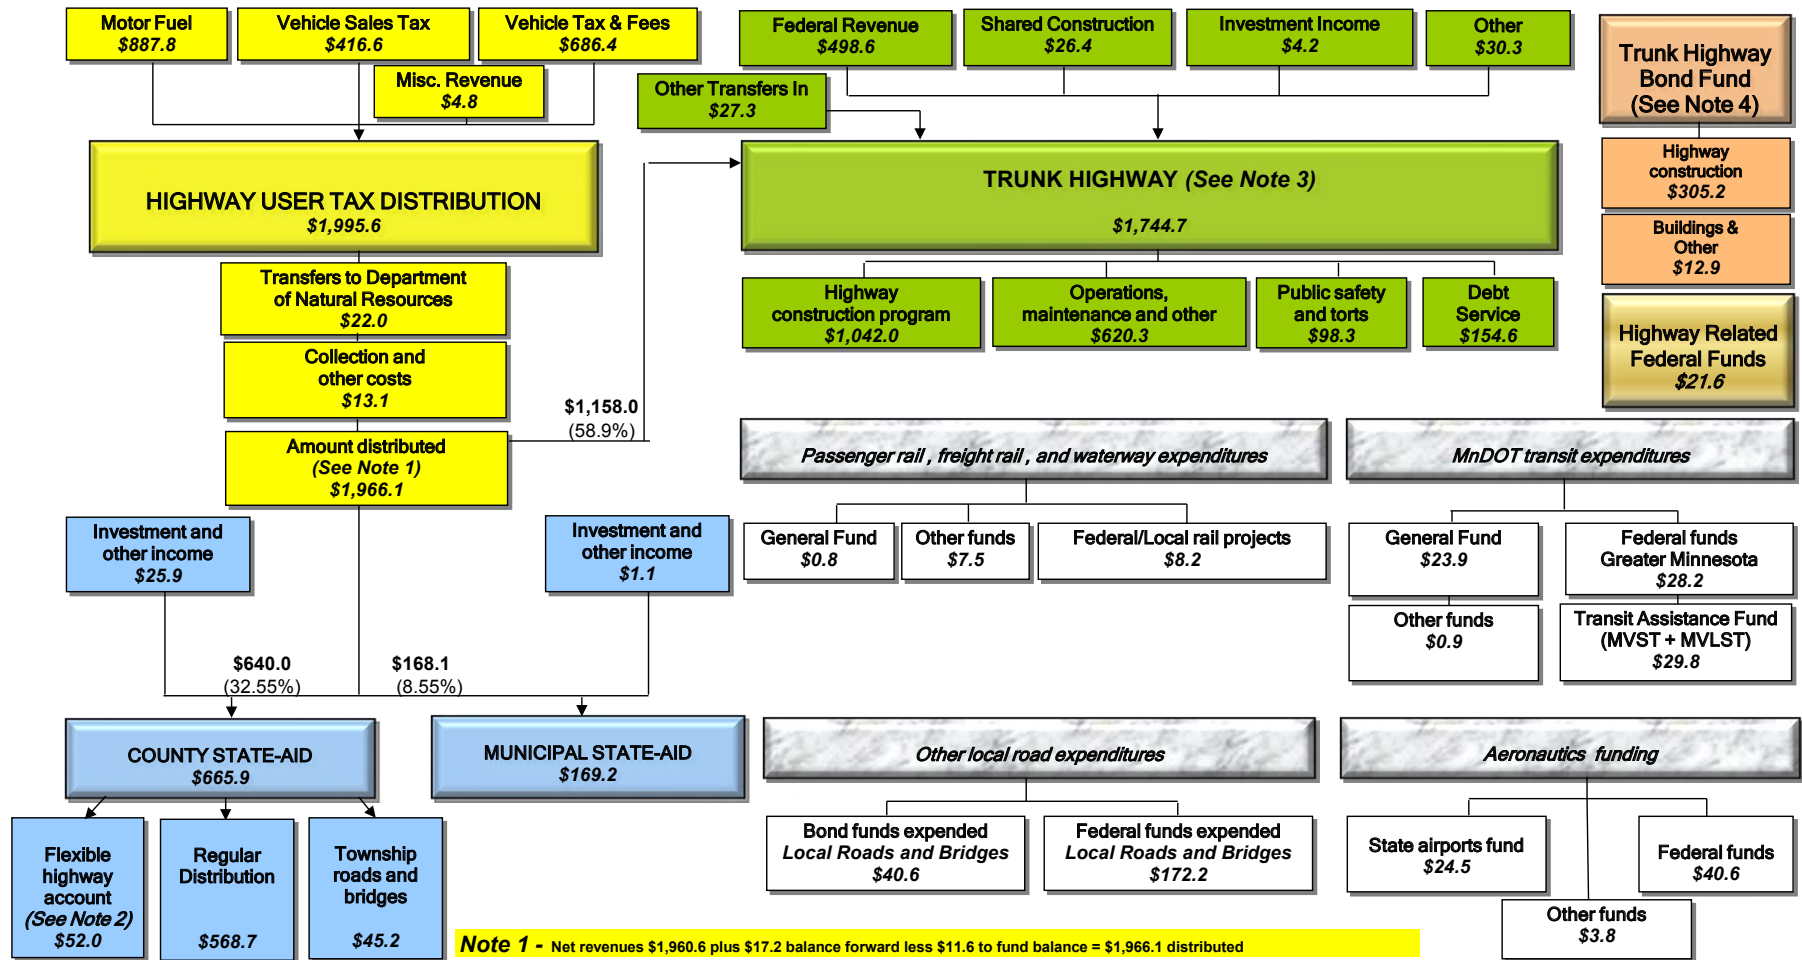 Motor Fuel
$887.8
Vehicle Sales Tax
$416.6
Vehicle Tax & Fees
$686.4
Misc. Revenue
$4.8
Federal Revenue
$498.6
Shared Construction
$26.4
Investment Income
$4.2
Other
$30.3
Other Transfers In
$27.3
Trunk Highway
Bond Fund
(See Note 4)
Highway
construction
$305.2
Buildings &
Other
$12.9
Highway Related
Federal Funds
$21.6
HIGHWAY USER TAX DISTRIBUTION
$1,995.6
TRUNK HIGHWAY (See Note 3)
$1,744.7
Transfers to Department
of Natural Resources
$22.0
Collection and
other costs
$13.1
Amount distributed
(See Note 1)
$1,966.1
$1,158.0
(58.9%)
Highway
construction program
$1,042.0
Operations,
maintenance and other
$620.3
Public safety
and torts
$98.3
Debt
Service
$154.6
Passenger rail , freight rail , and waterway expenditures
General Fund
$0.8
Other funds
$7.5
Federal/Local rail projects
$8.2
MnDOT transit expenditures
General Fund
$23.9
Federal funds
Greater Minnesota
$28.2
Other funds
$0.9
Transit Assistance Fund
(MVST + MVLST)
$29.8
Investment and
other income
$25.9
Investment and
other income
$1.1
$640.0
(32.55%)
$168.1
(8.55%)
COUNTY STATE-AID
$665.9
MUNICIPAL STATE-AID
$169.2
Flexible
highway
account
(See Note 2)
$52.0
Regular
Distribution
$568.7
Township
roads and
bridges
$45.2
Other local road expenditures
Bond funds expended
Local Roads and Bridges
$40.6
Federal funds expended
Local Roads and Bridges
$172.2
Aeronautics funding
State airports fund
$24.5
Federal funds
$40.6
Other funds
$3.8
Note 1 - Net revenues $1,960.6 plus $17.2 balance forward less $11.6 to fund balance = $1,966.1 distributed